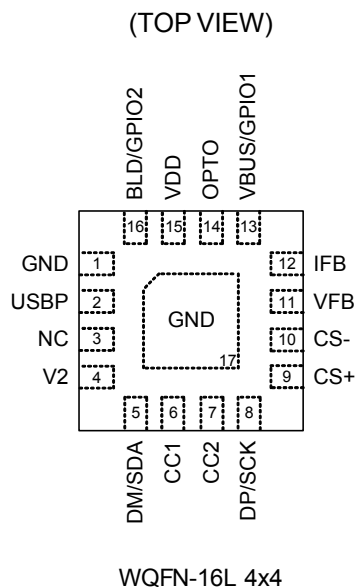 (TOP VIEW)
BLD/GPIO2
VDD
OPTO
VBUS/GPIO1
16 15 14 13
GND 1 12 IFB
USBP 2 11 VFB
NC 3 10 CS-
V2 4 9 CS+
GND
17
5 6 7 8
DM/SDA
CC1
CC2
DP/SCK
WQFN-16L 4x4